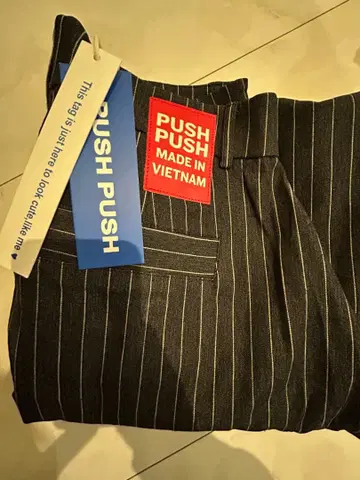 This tag is just here to look cute,like me ♥
PUSH PUSH
PUSH
PUSH
MADE IN
VIETNAM